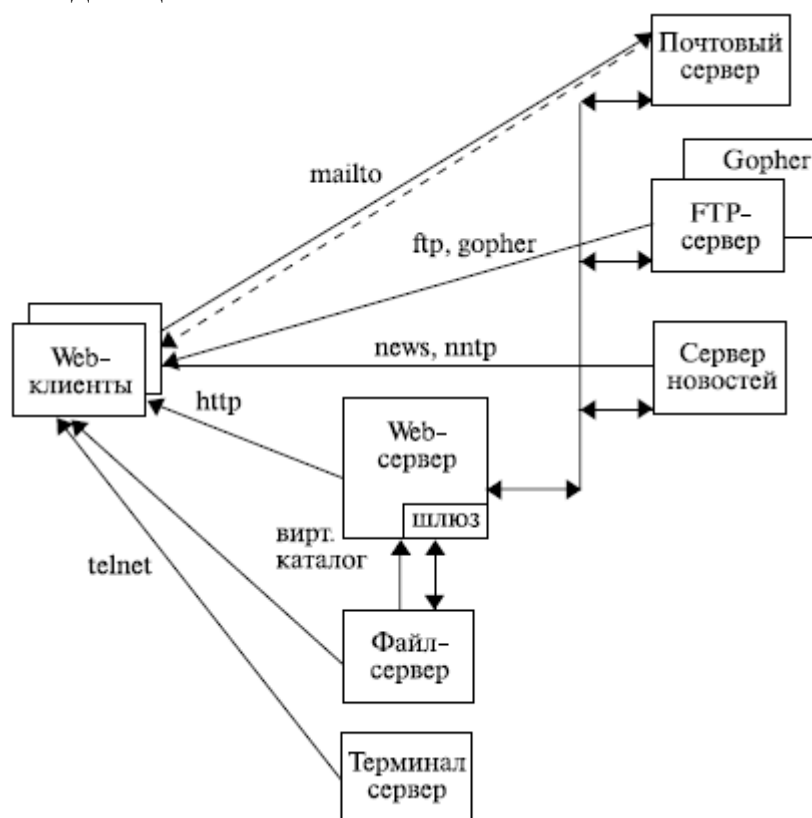 Почтовый
сервер
mailto
Gopher
FTP-
сервер
ftp, gopher
news, nntp
Сервер
новостей
Web-
клиенты
http
Web-
сервер
шлюз
вирт.
каталог
telnet
Файл-
сервер
Терминал
сервер